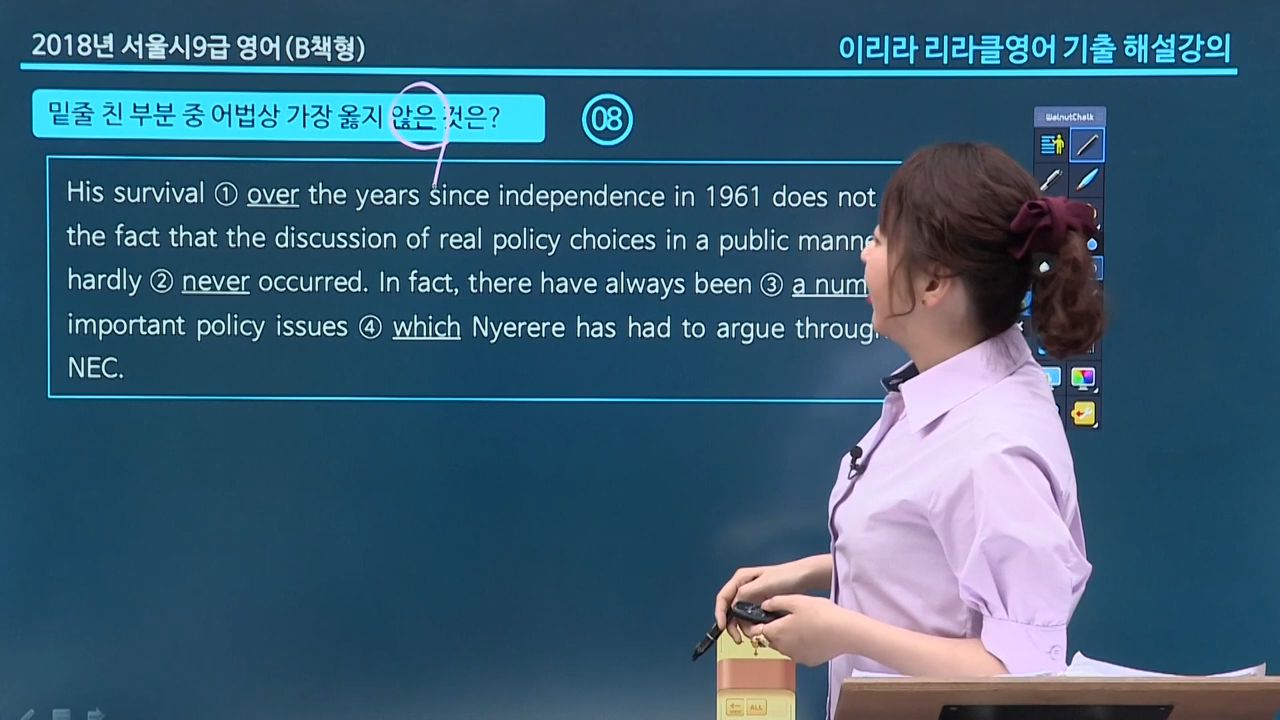 2018년 서울시9급 영어(B책형)
이리라 리라클영어 기출 해설강의
밑줄 친 부분 중 어법상 가장 옳지 않은 것은?
08
WalnutChalk
His survival ① over the years since independence in 1961 does not
the fact that the discussion of real policy choices in a public
hardly ② never occurred. In fact, there have always been ③ a
important policy issues ④ which Nyerere has had to argue
NEC.
ALL